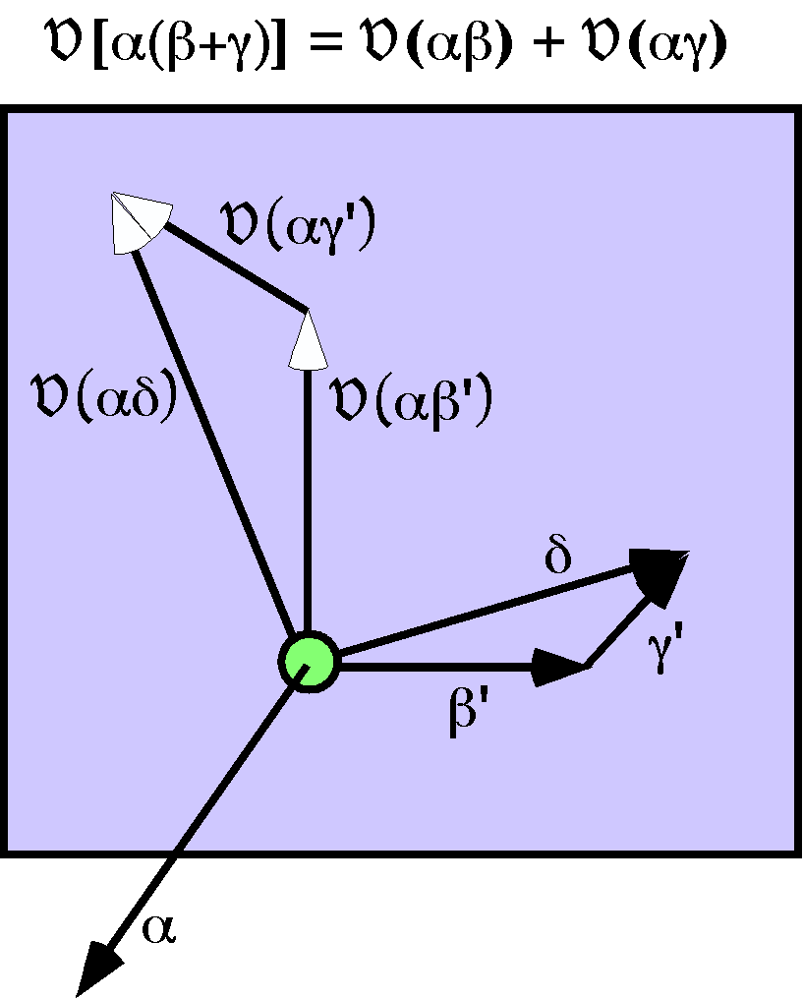 𝔙[α(β+γ)] = 𝔙(αβ) + 𝔙(αγ)
𝔙(αγ')
𝔙(αδ)
𝔙(αβ')
δ
γ'
β'
α